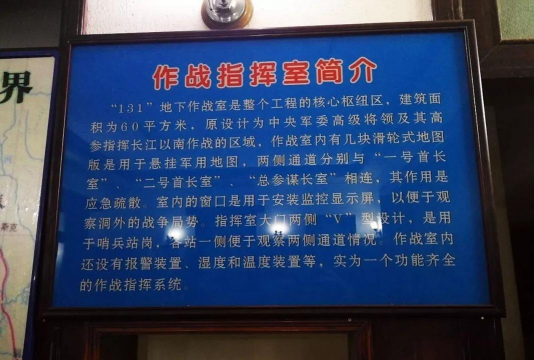 作战指挥室简介
“131”地下作战室是整个工程的核心枢纽区，建筑面
积为60平方米，原设计为中央军委高级将领及其高
参指挥长江以南作战的区域，作战室内有几块滑轮式地图
版是用于悬挂军用地图，两侧通道分别与“一号首长
室”、“二号首长室”、“总参谋长室”相连，其作用是
应急疏散。室内的窗口是用于安装监控显示屏，以便于观
察洞外的战争局势。指挥室大门两侧“V”型设计，是用
于哨兵站岗，各站一侧便于观察两侧通道情况。作战室内
还设有报警装置、湿度和温度装置等，实为一个功能齐全
的作战指挥系统。
界